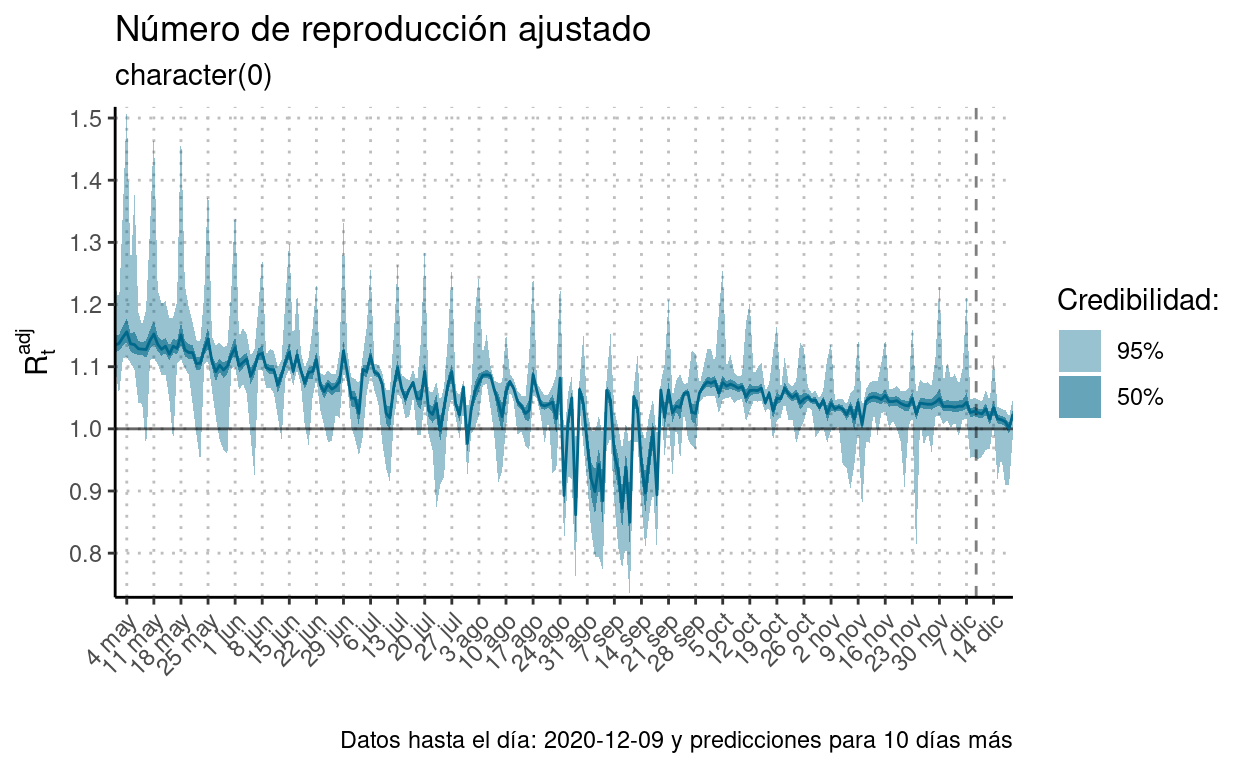 Número de reproducción ajustado
character(0)
1.5
1.4
1.3
1.2
1.1
1.0
0.9
0.8
R_t^adj
4 may
11 may
18 may
25 may
1 jun
8 jun
15 jun
22 jun
29 jun
6 jul
13 jul
20 jul
27 jul
3 ago
10 ago
17 ago
24 ago
31 ago
7 sep
14 sep
21 sep
28 sep
5 oct
12 oct
19 oct
26 oct
2 nov
9 nov
16 nov
23 nov
30 nov
7 dic
14 dic
Credibilidad:
95%
50%
Datos hasta el día: 2020-12-09 y predicciones para 10 días más